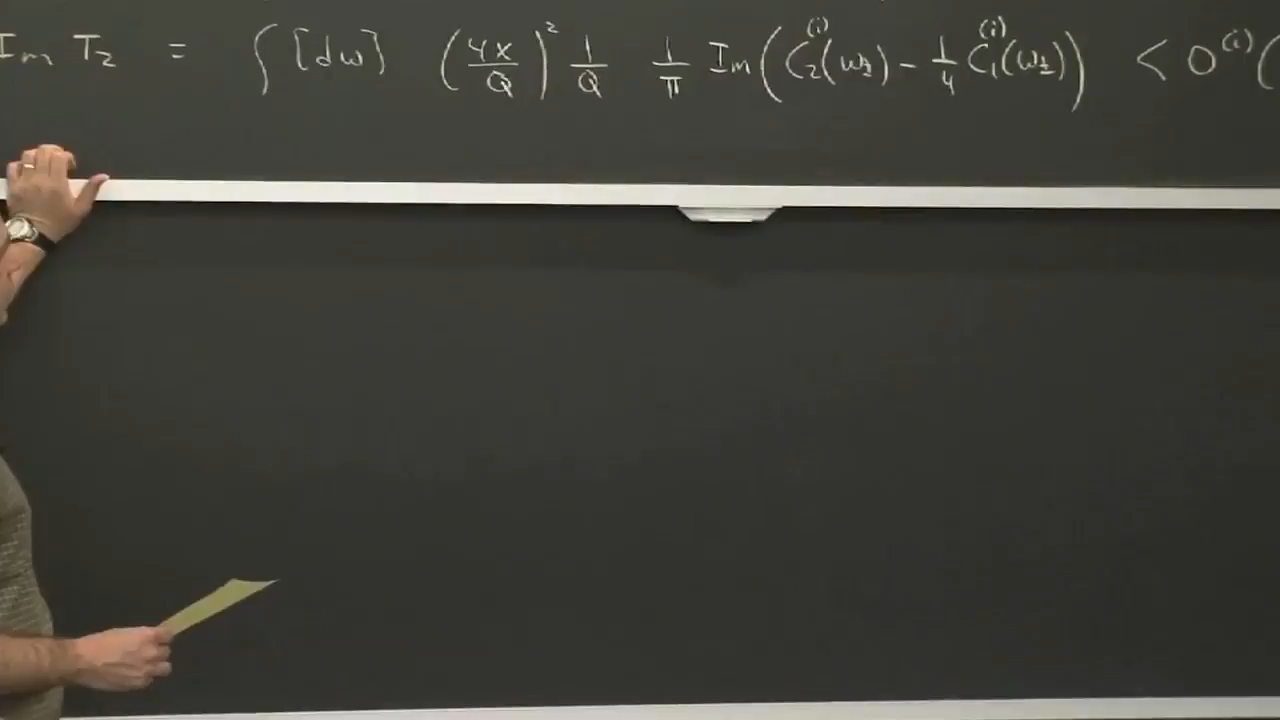 Im T₂ = ∫ [dω] (4x/Q)² 1/Q 1/π Im(C₂⁽ⁱ⁾(ω±) − 1/4 C₁⁽ⁱ⁾(ω±)) < O⁽ⁱ⁾(